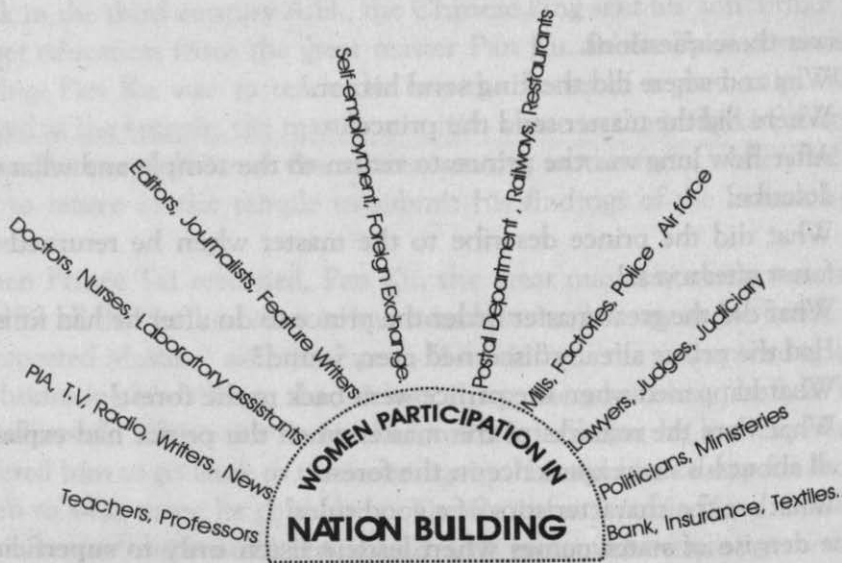 Teachers, Professors
PIA, T.V. Radio, Writers, News
Doctors, Nurses, Laboratory Assistants,
Editors, Journalists, Feature Writer
Self-employment, Foreign Exchange
Postal Department, Railways, Restaurants
Mills, Factories, Police, Air force
Lawyers, Judges, Judiciary
Politicians, Ministeries
Bank, Insurance, Textiles.
WOMEN PARTICIPATION IN
NATION BUILDING